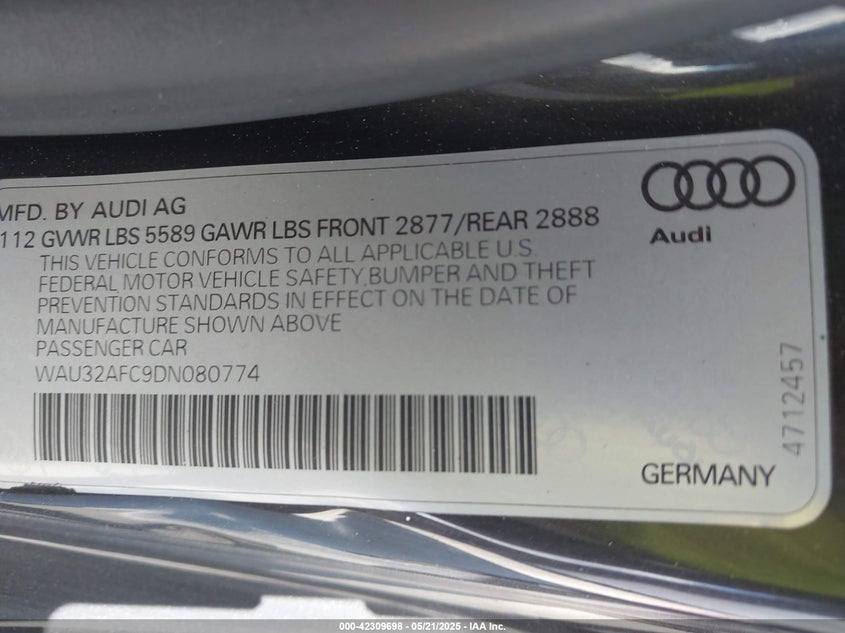 MFD. BY AUDI AG
112 GVWR LBS 5589 GAWR LBS FRONT 2877/REAR 2888
THIS VEHICLE CONFORMS TO ALL APPLICABLE U.S.
FEDERAL MOTOR VEHICLE SAFETY,BUMPER AND THEFT
PREVENTION STANDARDS IN EFFECT ON THE DATE OF
MANUFACTURE SHOWN ABOVE
PASSENGER CAR
WAU32AFC9DN080774
Audi
4712457
GERMANY
000-42309698 - 05/21/2025 - IAA Inc.